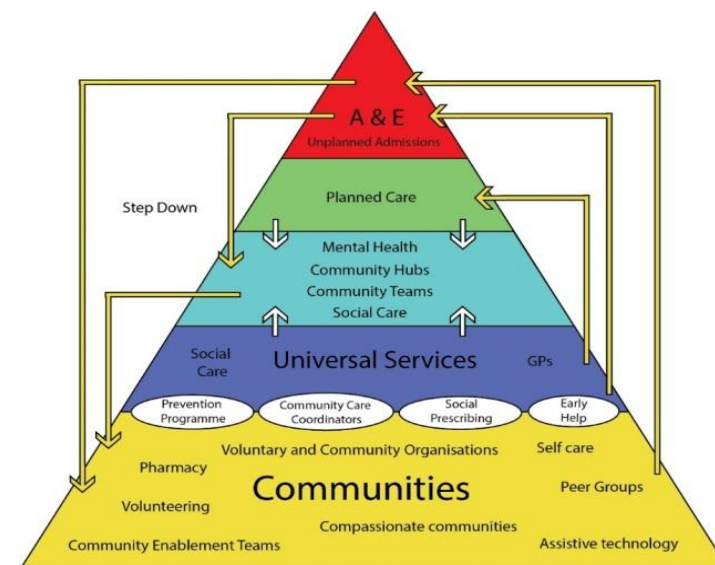 A & E
Unplanned Admissions
Planned Care
Step Down
Mental Health
Community Hubs
Community Teams
Social Care
Social
Care
Universal Services
GPs
Prevention
Programme
Community Care
Coordinators
Social
Prescribing
Early
Help
Voluntary and Community Organisations
Self care
Pharmacy
Communities
Peer Groups
Volunteering
Compassionate communities
Community Enablement Teams
Assistive technology